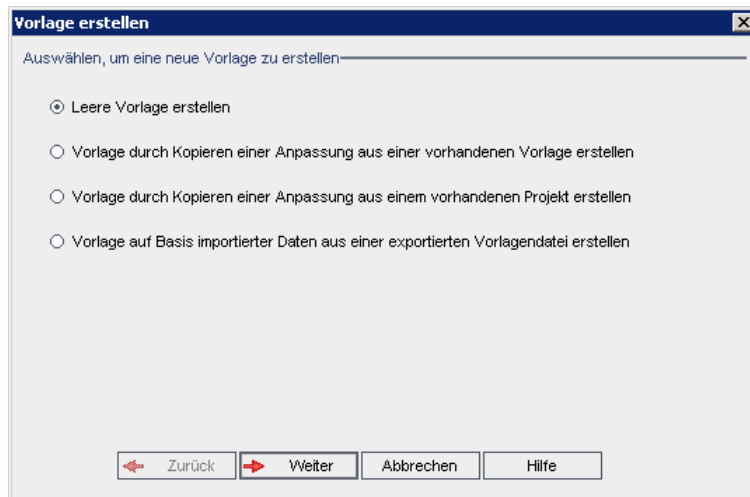 Vorlage erstellen
Auswählen, um eine neue Vorlage zu erstellen
Leere Vorlage erstellen
Vorlage durch Kopieren einer Anpassung aus einer vorhandenen Vorlage erstellen
Vorlage durch Kopieren einer Anpassung aus einem vorhandenen Projekt erstellen
Vorlage auf Basis importierter Daten aus einer exportierten Vorlagendatei erstellen
Zurück Weiter Abbrechen Hilfe